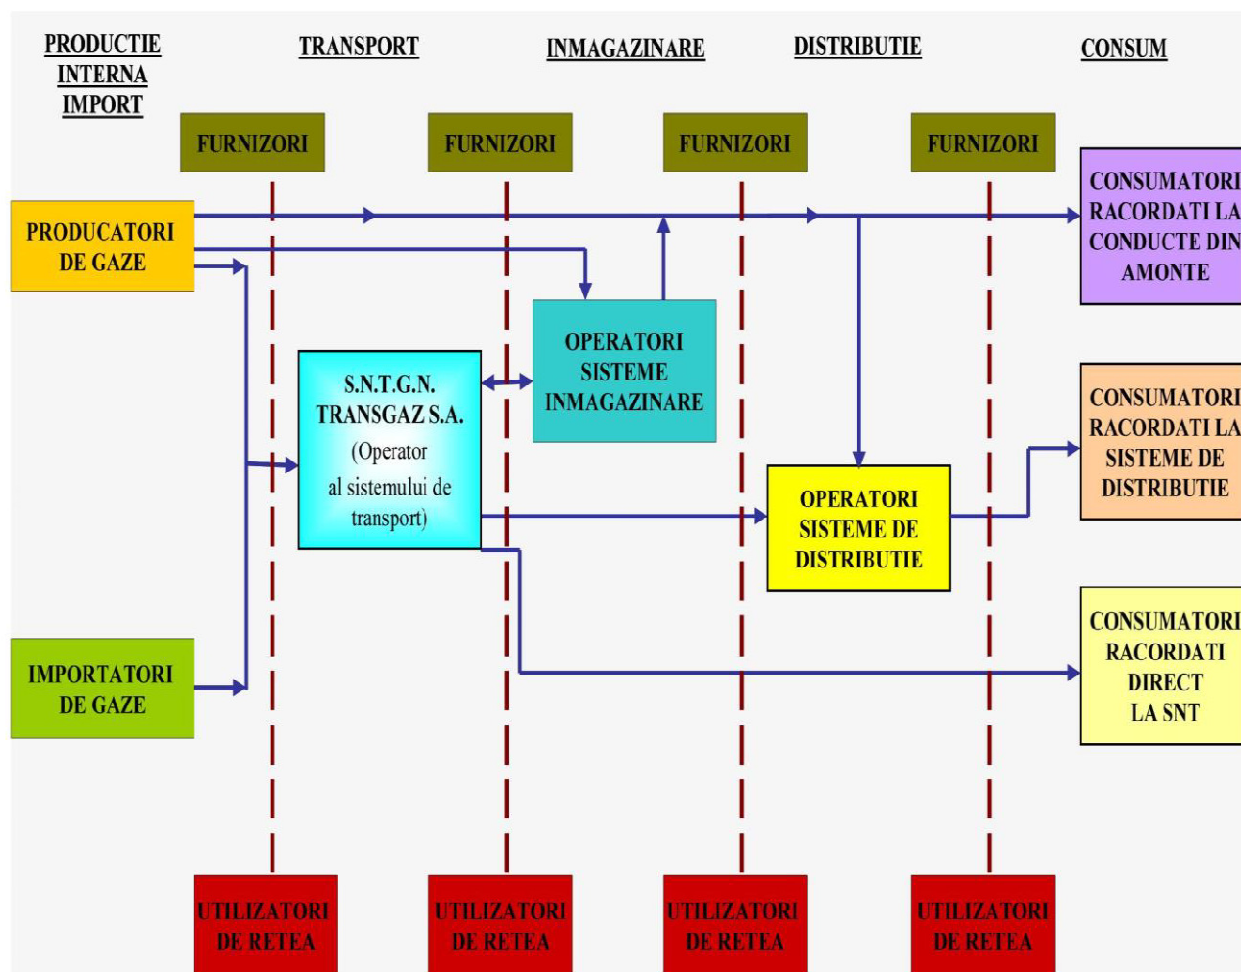 PRODUCTIE
INTERNA
IMPORT
TRANSPORT
INMAGAZINARE
DISTRIBUTIE
CONSUM
FURNIZORI
FURNIZORI
FURNIZORI
FURNIZORI
PRODUCATORI
DE GAZE
CONSUMATORI
RACORDATI LA
CONDUCTE DIN
AMONTE
OPERATORI
SISTEME
INMAGAZINARE
S.N.T.G.N.
TRANSGAZ S.A.
(Operator
al sistemului de
transport)
CONSUMATORI
RACORDATI LA
SISTEME DE
DISTRIBUTIE
OPERATORI
SISTEME DE
DISTRIBUTIE
IMPORTATORI
DE GAZE
CONSUMATORI
RACORDATI
DIRECT
LA SNT
UTILIZATORI
DE RETEA
UTILIZATORI
DE RETEA
UTILIZATORI
DE RETEA
UTILIZATORI
DE RETEA